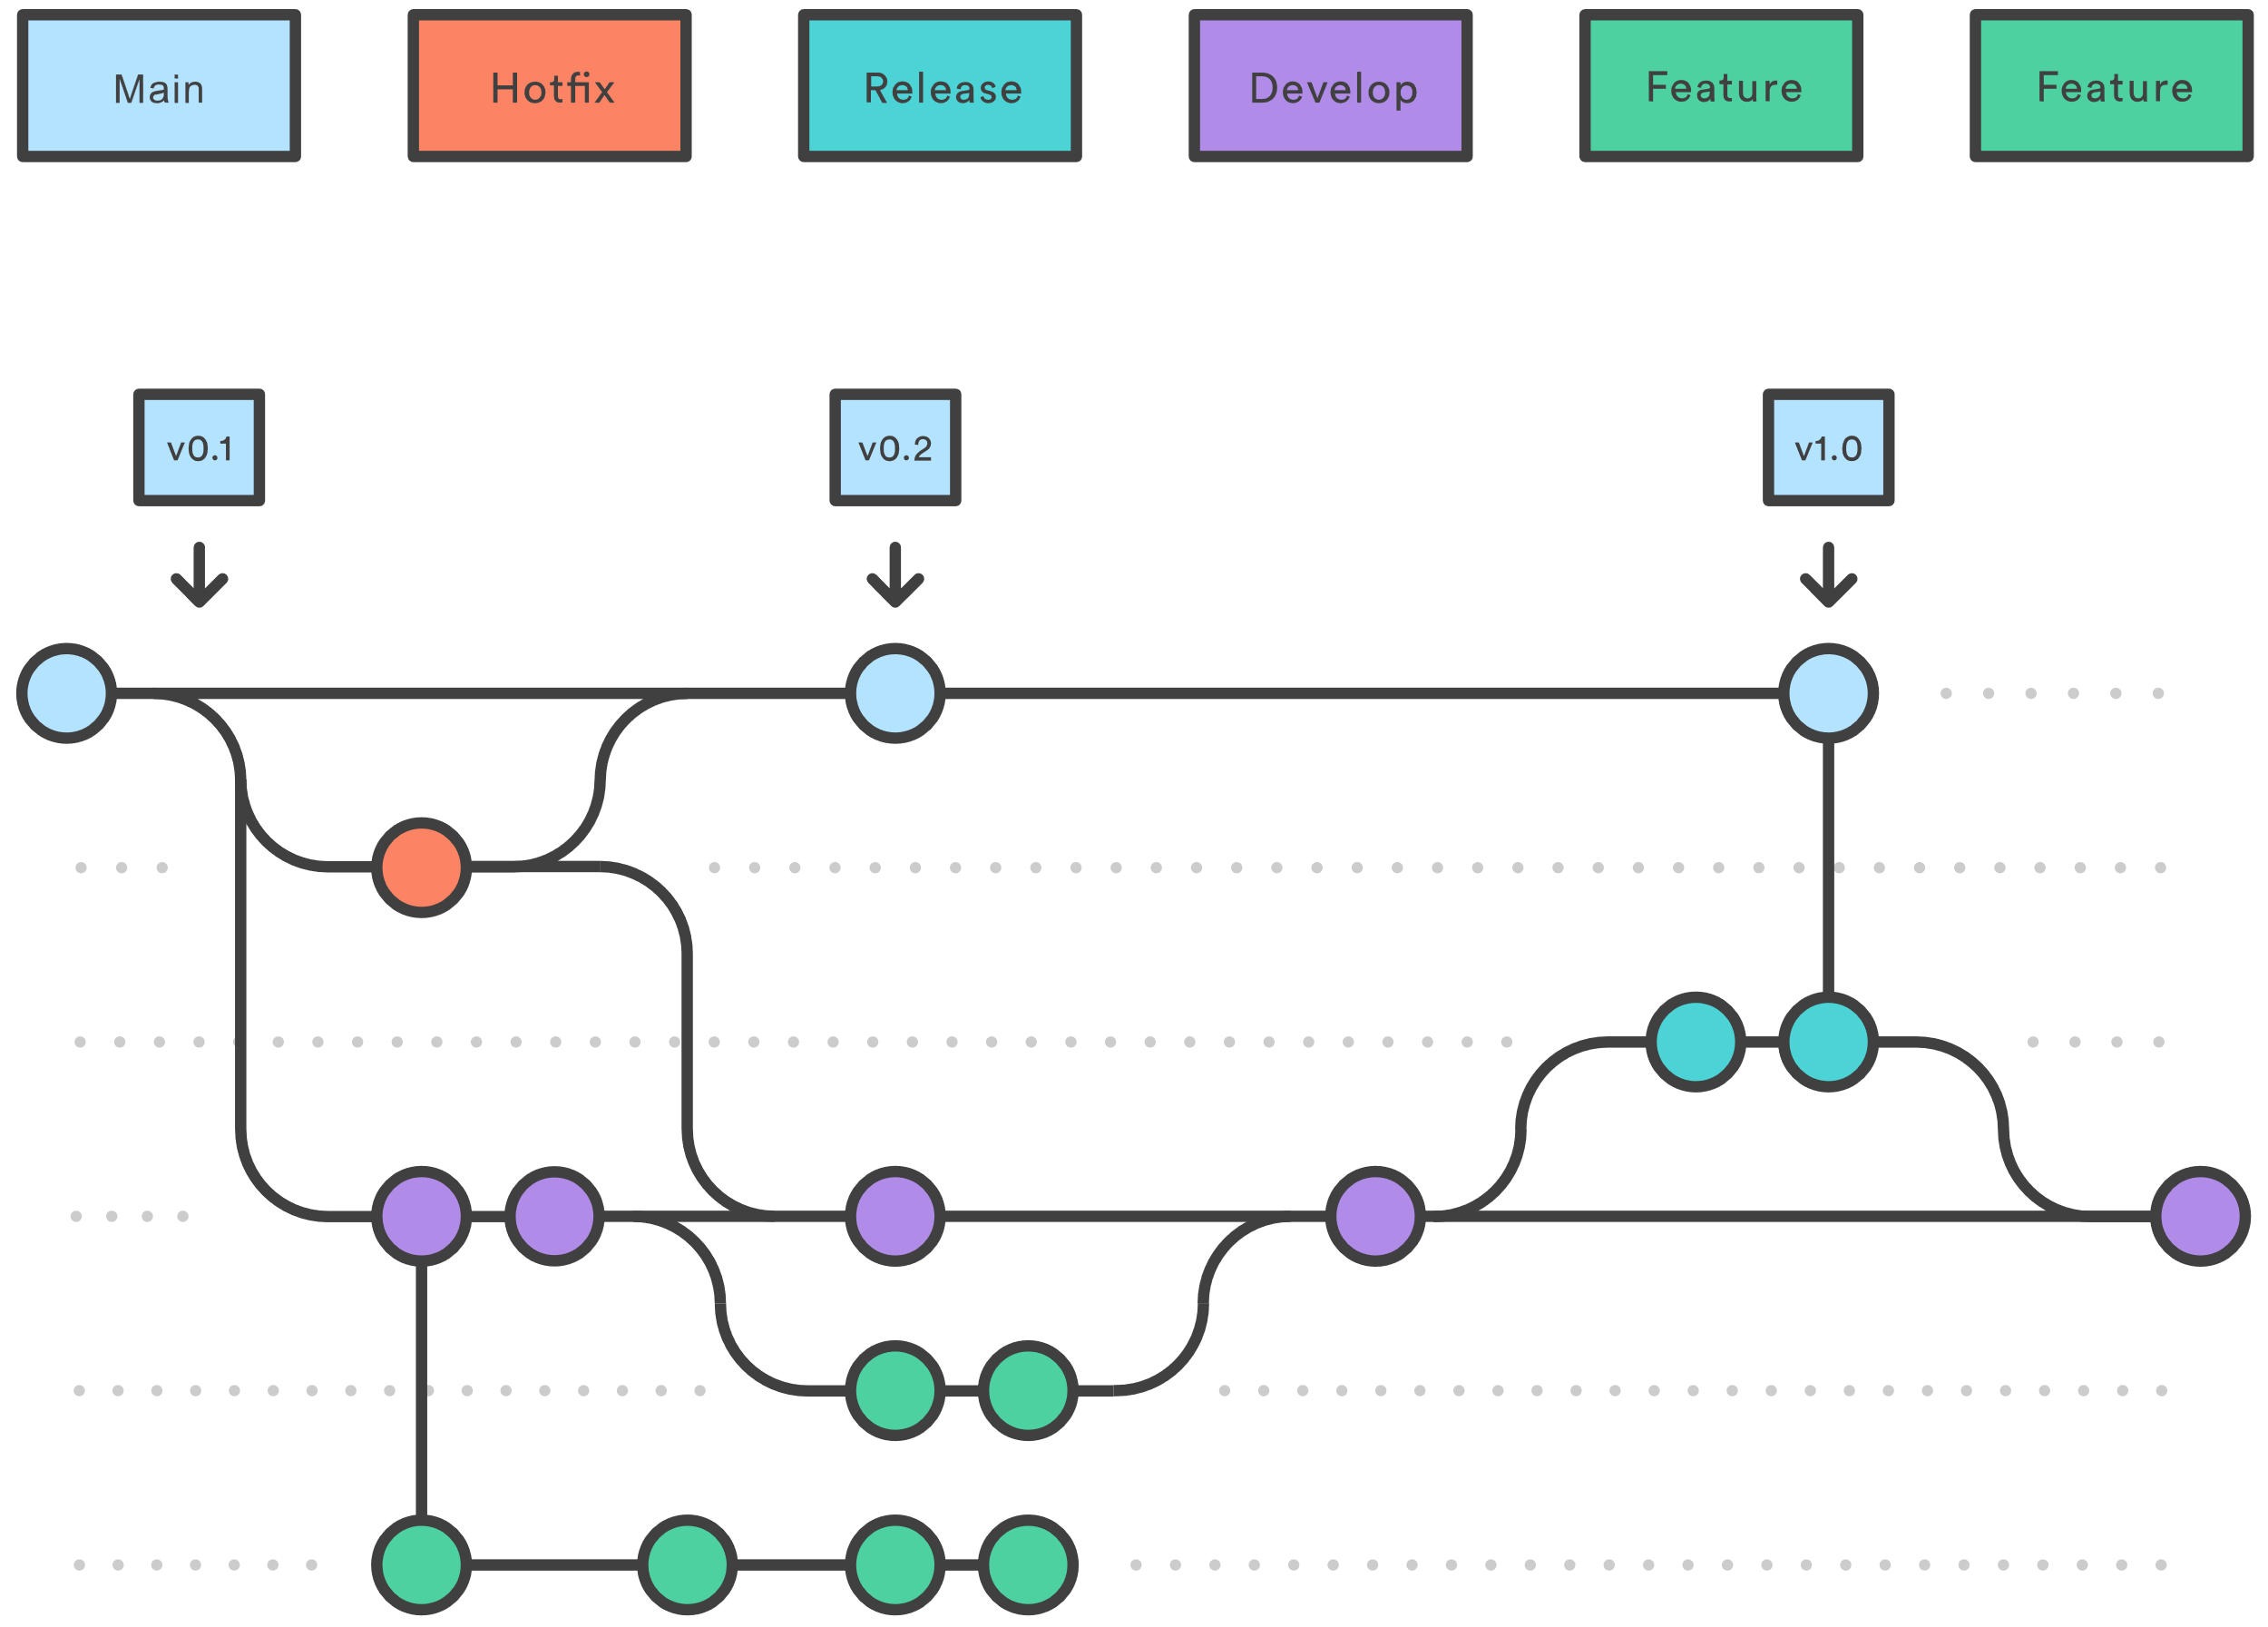 Main
Hotfix
Release
Develop
Feature
Feature
v0.1
v0.2
v1.0